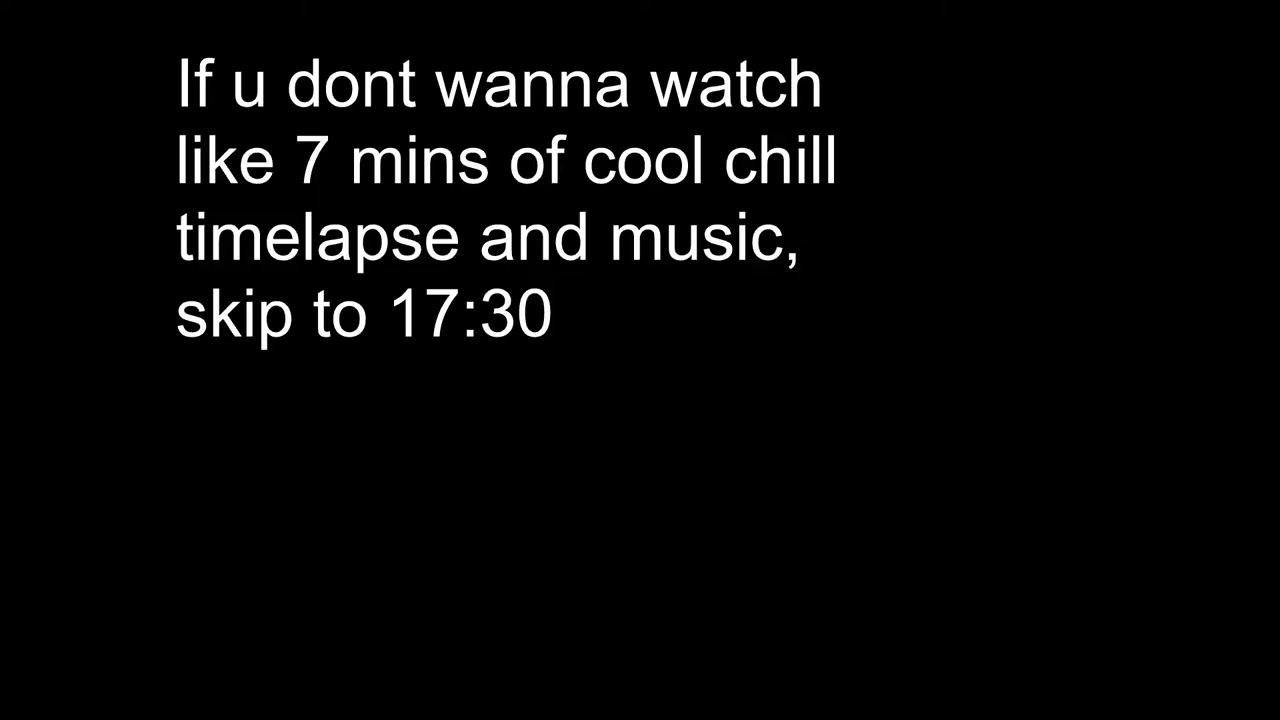 If u dont wanna watch
like 7 mins of cool chill
timelapse and music,
skip to 17:30